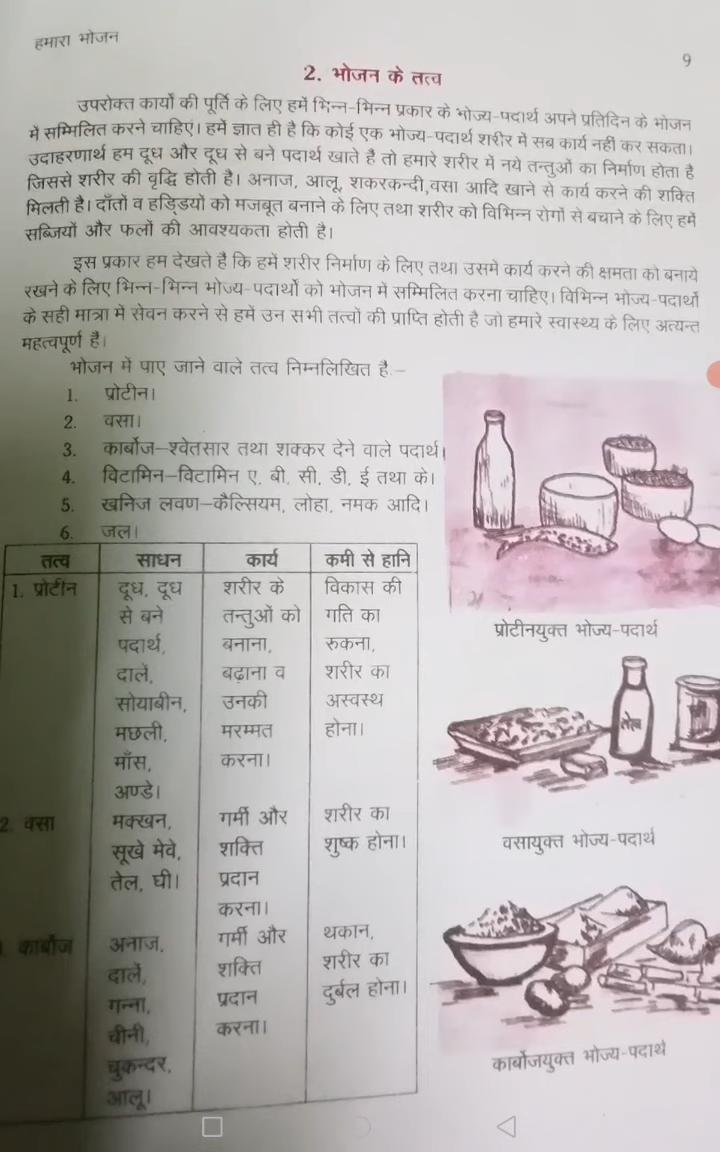 हमारा भोजन
9
2. भोजन के तत्व
उपरोक्त कार्यो की पूर्ति के लिए हमें भिन्न-भिन्न प्रकार के भोज्य-पदार्थ अपने प्रतिदिन के भोजन
में सम्मिलित करने चाहिए। हमें ज्ञात ही है कि कोई एक भोज्य-पदार्थ शरीर में सब कार्य नहीं कर सकता।
उदाहरणार्थ हम दूध और दूध से बने पदार्थ खाते है तो हमारे शरीर में नये तन्तुओं का निर्माण होता है
जिससे शरीर की वृद्धि होती है। अनाज, आलू, शकरकन्दी,वसा आदि खाने से कार्य करने की शक्ति
मिलती है। दाँतों व हड्डियों को मजबूत बनाने के लिए तथा शरीर को विभिन्न रोगों से बचाने के लिए हमें
सब्जियों और फलों की आवश्यकता होती है।
इस प्रकार हम देखते है कि हमें शरीर निर्माण के लिए तथा उसमें कार्य करने की क्षमता को बनाये
रखने के लिए भिन्न-भिन्न भोज्य-पदार्थो को भोजन में सम्मिलित करना चाहिए। विभिन्न भोज्य-पदार्थो
के सही मात्रा में सेवन करने से हमें उन सभी तत्वों की प्राप्ति होती है जो हमारे स्वास्थ्य के लिए अत्यन्त
महत्वपूर्ण हैं।
भोजन में पाए जाने वाले तत्व निम्नलिखित है:–
1. प्रोटीन।
2. वसा।
3. कार्बोज–श्वेतसार तथा शक्कर देने वाले पदार्थ।
4. विटामिन–विटामिन ए, बी, सी, डी, ई तथा के।
5. खनिज लवण–कैल्सियम, लोहा, नमक आदि।
6. जल।
तत्व साधन कार्य कमी से हानि
1. प्रोटीन दूध, दूध शरीर के विकास की
से बने तन्तुओं को गति का
पदार्थ, बनाना, रुकना,
दालें, बढ़ाना व शरीर का
सोयाबीन, उनकी अस्वस्थ
मछली, मरम्मत होना।
माँस, करना।
अण्डे।
2. वसा मक्खन, गर्मी और शरीर का
सूखे मेवे, शक्ति शुष्क होना।
तेल, घी। प्रदान
करना।
कार्बोज अनाज, गर्मी और थकान,
दालें, शक्ति शरीर का
गन्ना, प्रदान दुर्बल होना।
चीनी, करना।
चुकन्दर,
आलू।
प्रोटीनयुक्त भोज्य-पदार्थ
तेल
वसायुक्त भोज्य-पदार्थ
कार्बोजयुक्त भोज्य-पदार्थ